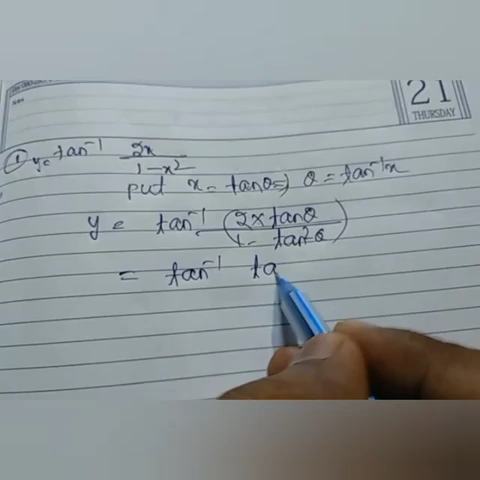 21
THURSDAY
① y= tan⁻¹ 2x / 1-x²
put x = tanθ ⇒ θ = tan⁻¹x
y = tan⁻¹ (2 x tanθ / 1 - tan²θ)
= tan⁻¹ ta